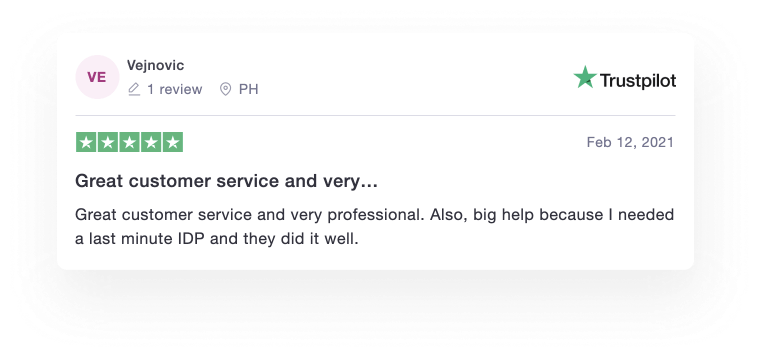 VE
Vejnovic
1 review PH
Trustpilot
Feb 12, 2021
Great customer service and very...
Great customer service and very professional. Also, big help because I needed
a last minute IDP and they did it well.